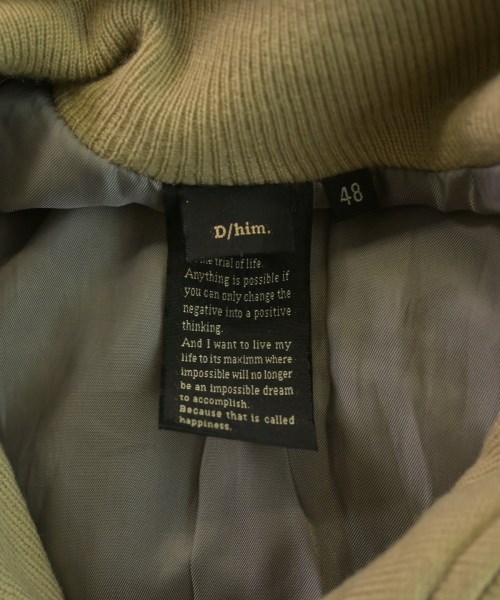 D/him.
48
the trial of life.
Anything is possible if
you can only change the
negative into a positive
thinking.
And I want to live my
life to its maximm where
impossible will no longer
be an impossible dream
to accomplish.
Because that is called
happiness.